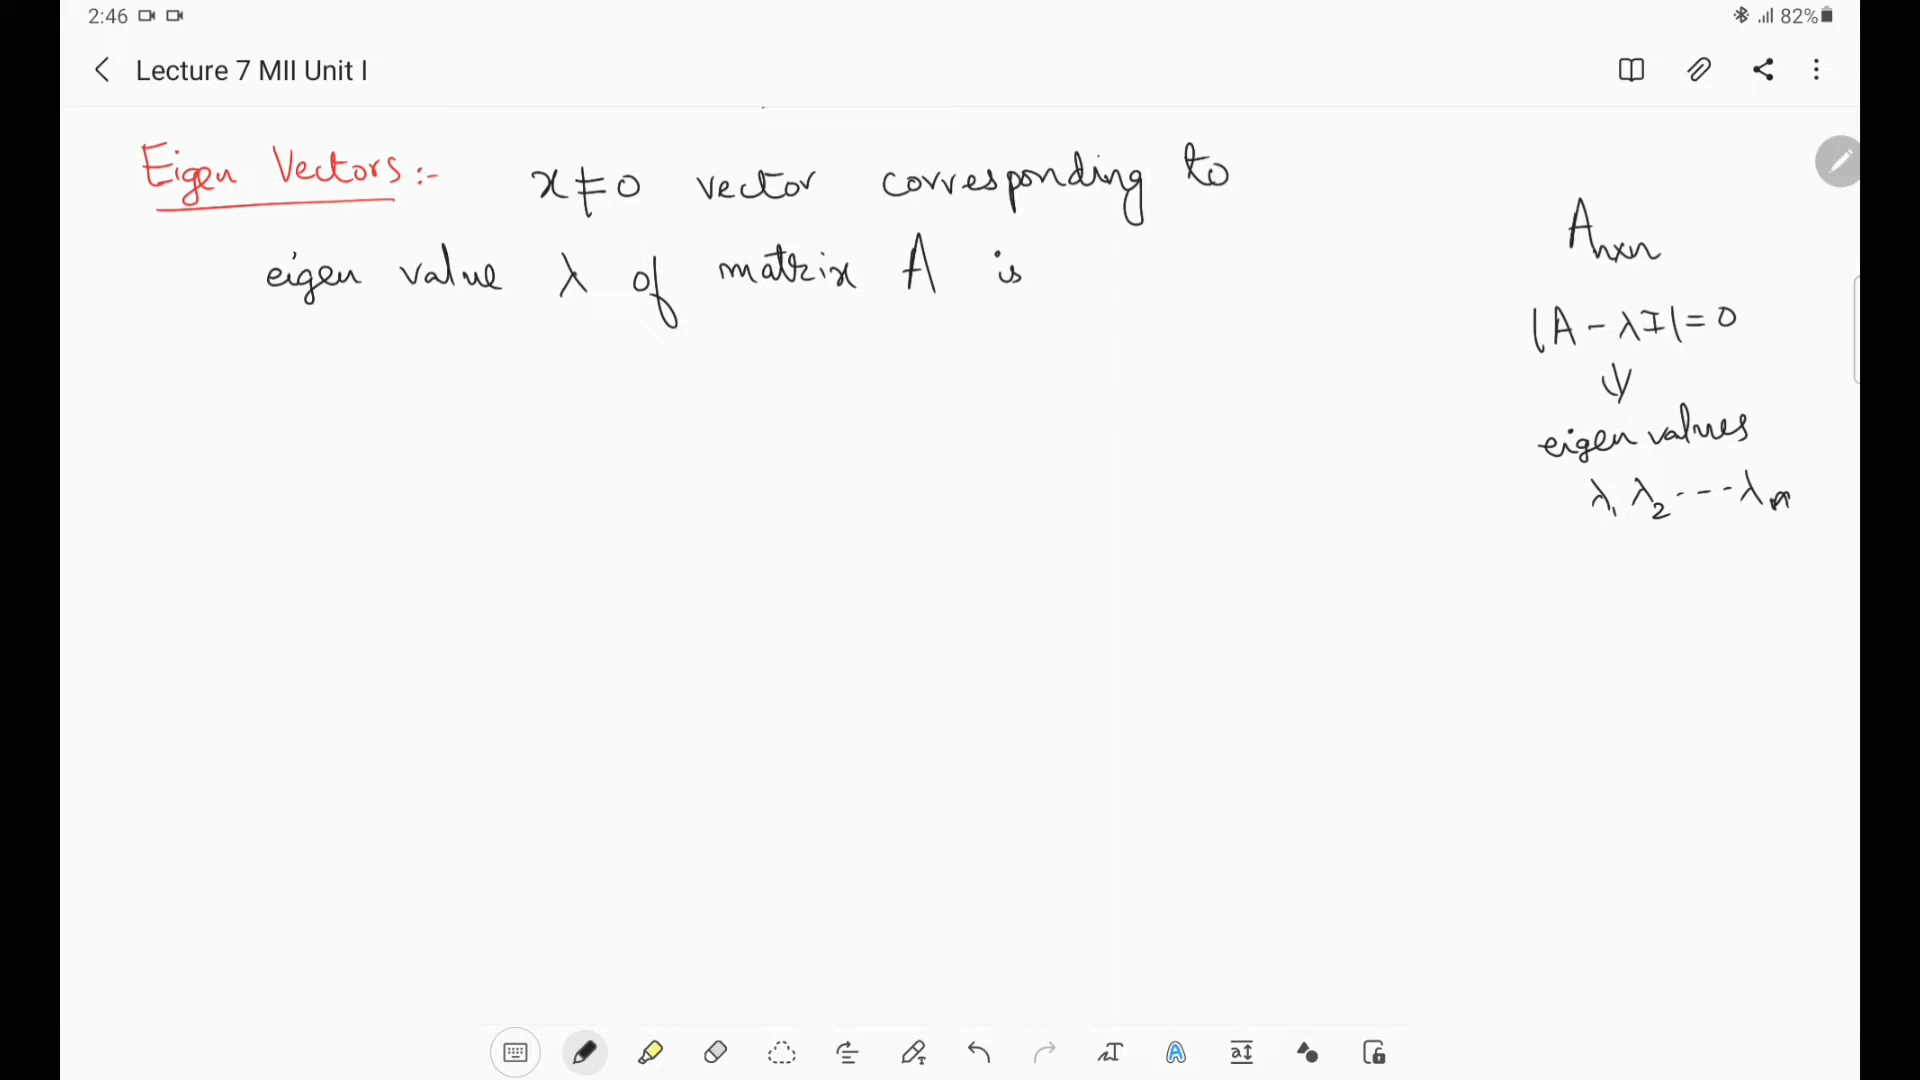 2:46
82%
Lecture 7 MII Unit I
Eigen Vectors :- x ≠ 0 vector corresponding to
eigen value λ of matrix A is
Anxn
|A - λI| = 0
eigen values
λ1 λ2 --- λn